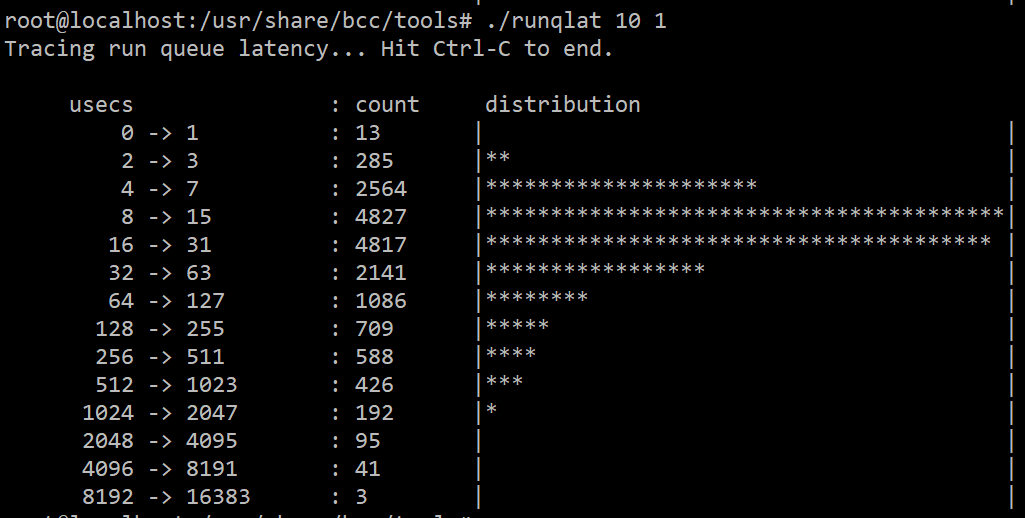 root@localhost:/usr/share/bcc/tools# ./runqlat 10 1
Tracing run queue latency... Hit Ctrl-C to end.
     usecs               : count     distribution
         0 -> 1          : 13       |                                        |
         2 -> 3          : 285      |**                                      |
         4 -> 7          : 2564     |*********************                   |
         8 -> 15         : 4827     |****************************************|
        16 -> 31         : 4817     |*************************************** |
        32 -> 63         : 2141     |*****************                       |
        64 -> 127        : 1086     |********                                |
       128 -> 255        : 709      |*****                                   |
       256 -> 511        : 588      |****                                    |
       512 -> 1023       : 426      |***                                     |
      1024 -> 2047       : 192      |*                                       |
      2048 -> 4095       : 95       |                                        |
      4096 -> 8191       : 41       |                                        |
      8192 -> 16383      : 3        |                                        |